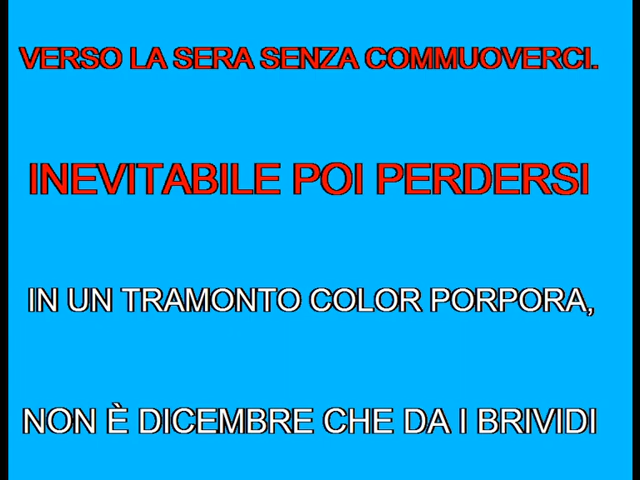 VERSO LA SERA SENZA COMMUOVERCI.
INEVITABILE POI PERDERSI
IN UN TRAMONTO COLOR PORPORA,
NON È DICEMBRE CHE DA I BRIVIDI